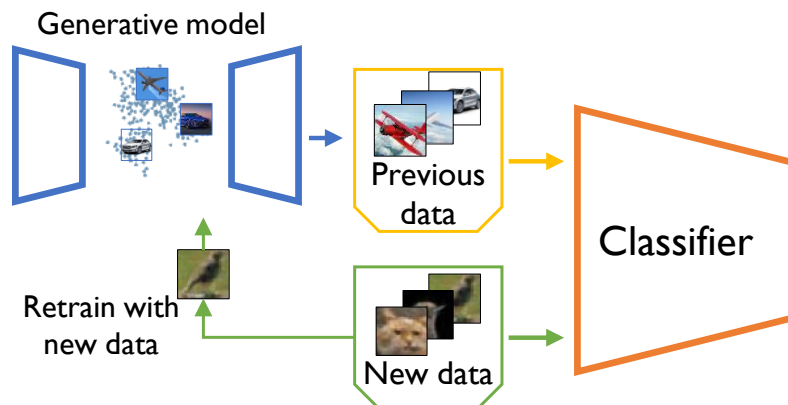 Generative model
Previous
data
Classifier
Retrain with
new data
New data